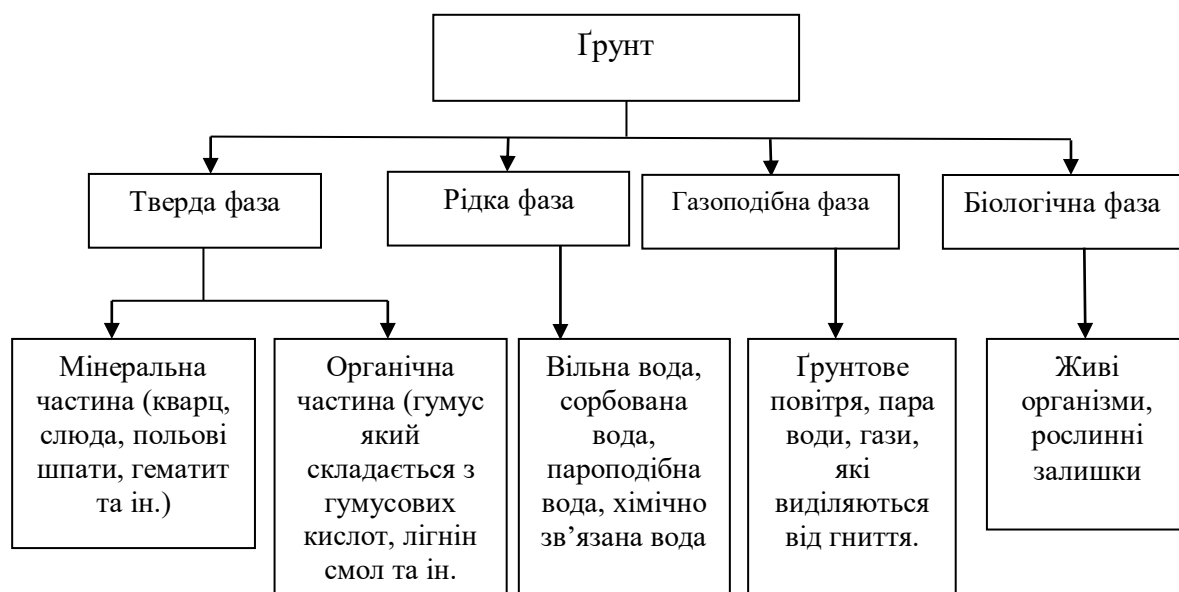 Ґрунт
Тверда фаза
Рідка фаза
Газоподібна фаза
Біологічна фаза
Мінеральна
частина (кварц,
слюда, польові
шпати, гематит
та ін.)
Органічна
частина (гумус
який
складається з
гумусових
кислот, лігнін
смол та ін.
Вільна вода,
сорбована
вода,
пароподібна
вода, хімічно
зв’язана вода
Ґрунтове
повітря, пара
води, гази,
які
виділяються
від гниття.
Живі
організми,
рослинні
залишки